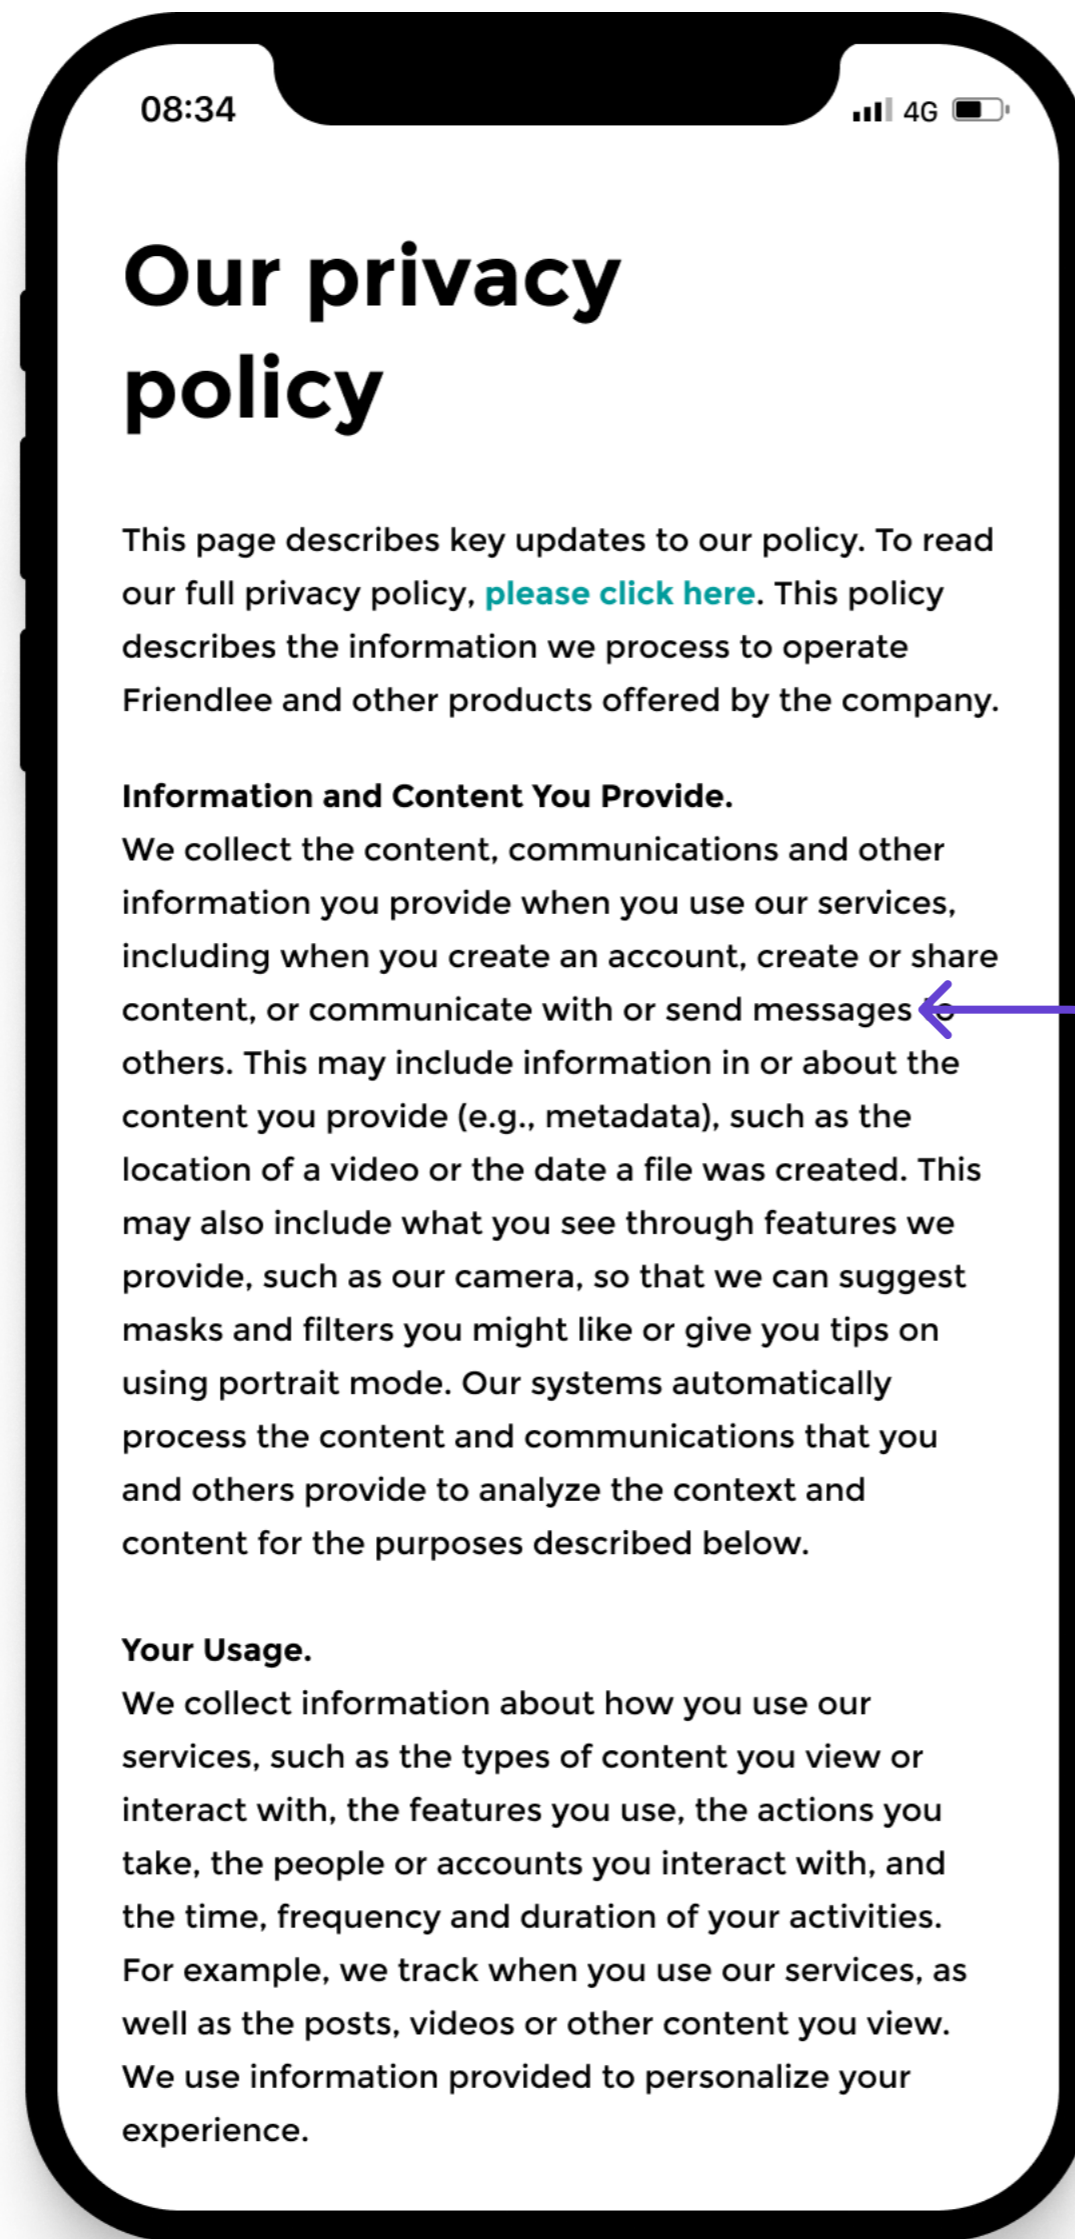 08:34
4G
Our privacy
policy
This page describes key updates to our policy. To read
our full privacy policy, please click here. This policy
describes the information we process to operate
Friendlee and other products offered by the company.
Information and Content You Provide.
We collect the content, communications and other
information you provide when you use our services,
including when you create an account, create or share
content, or communicate with or send messages to
others. This may include information in or about the
content you provide (e.g., metadata), such as the
location of a video or the date a file was created. This
may also include what you see through features we
provide, such as our camera, so that we can suggest
masks and filters you might like or give you tips on
using portrait mode. Our systems automatically
process the content and communications that you
and others provide to analyze the context and
content for the purposes described below.
Your Usage.
We collect information about how you use our
services, such as the types of content you view or
interact with, the features you use, the actions you
take, the people or accounts you interact with, and
the time, frequency and duration of your activities.
For example, we track when you use our services, as
well as the posts, videos or other content you view.
We use information provided to personalize your
experience.